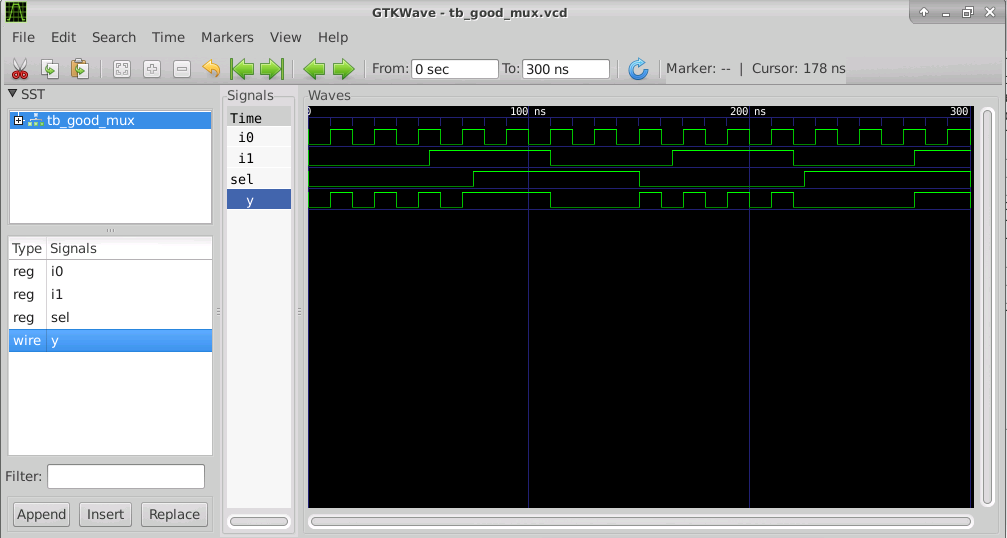 GTKWave - tb_good_mux.vcd
File Edit Search Time Markers View Help
From: 0 sec To: 300 ns Marker: -- | Cursor: 178 ns
SST
tb_good_mux
Type Signals
reg i0
reg i1
reg sel
wire y
Filter:
Append Insert Replace
Signals
Time
i0
i1
sel
y
Waves
0 100 ns 200 ns 300